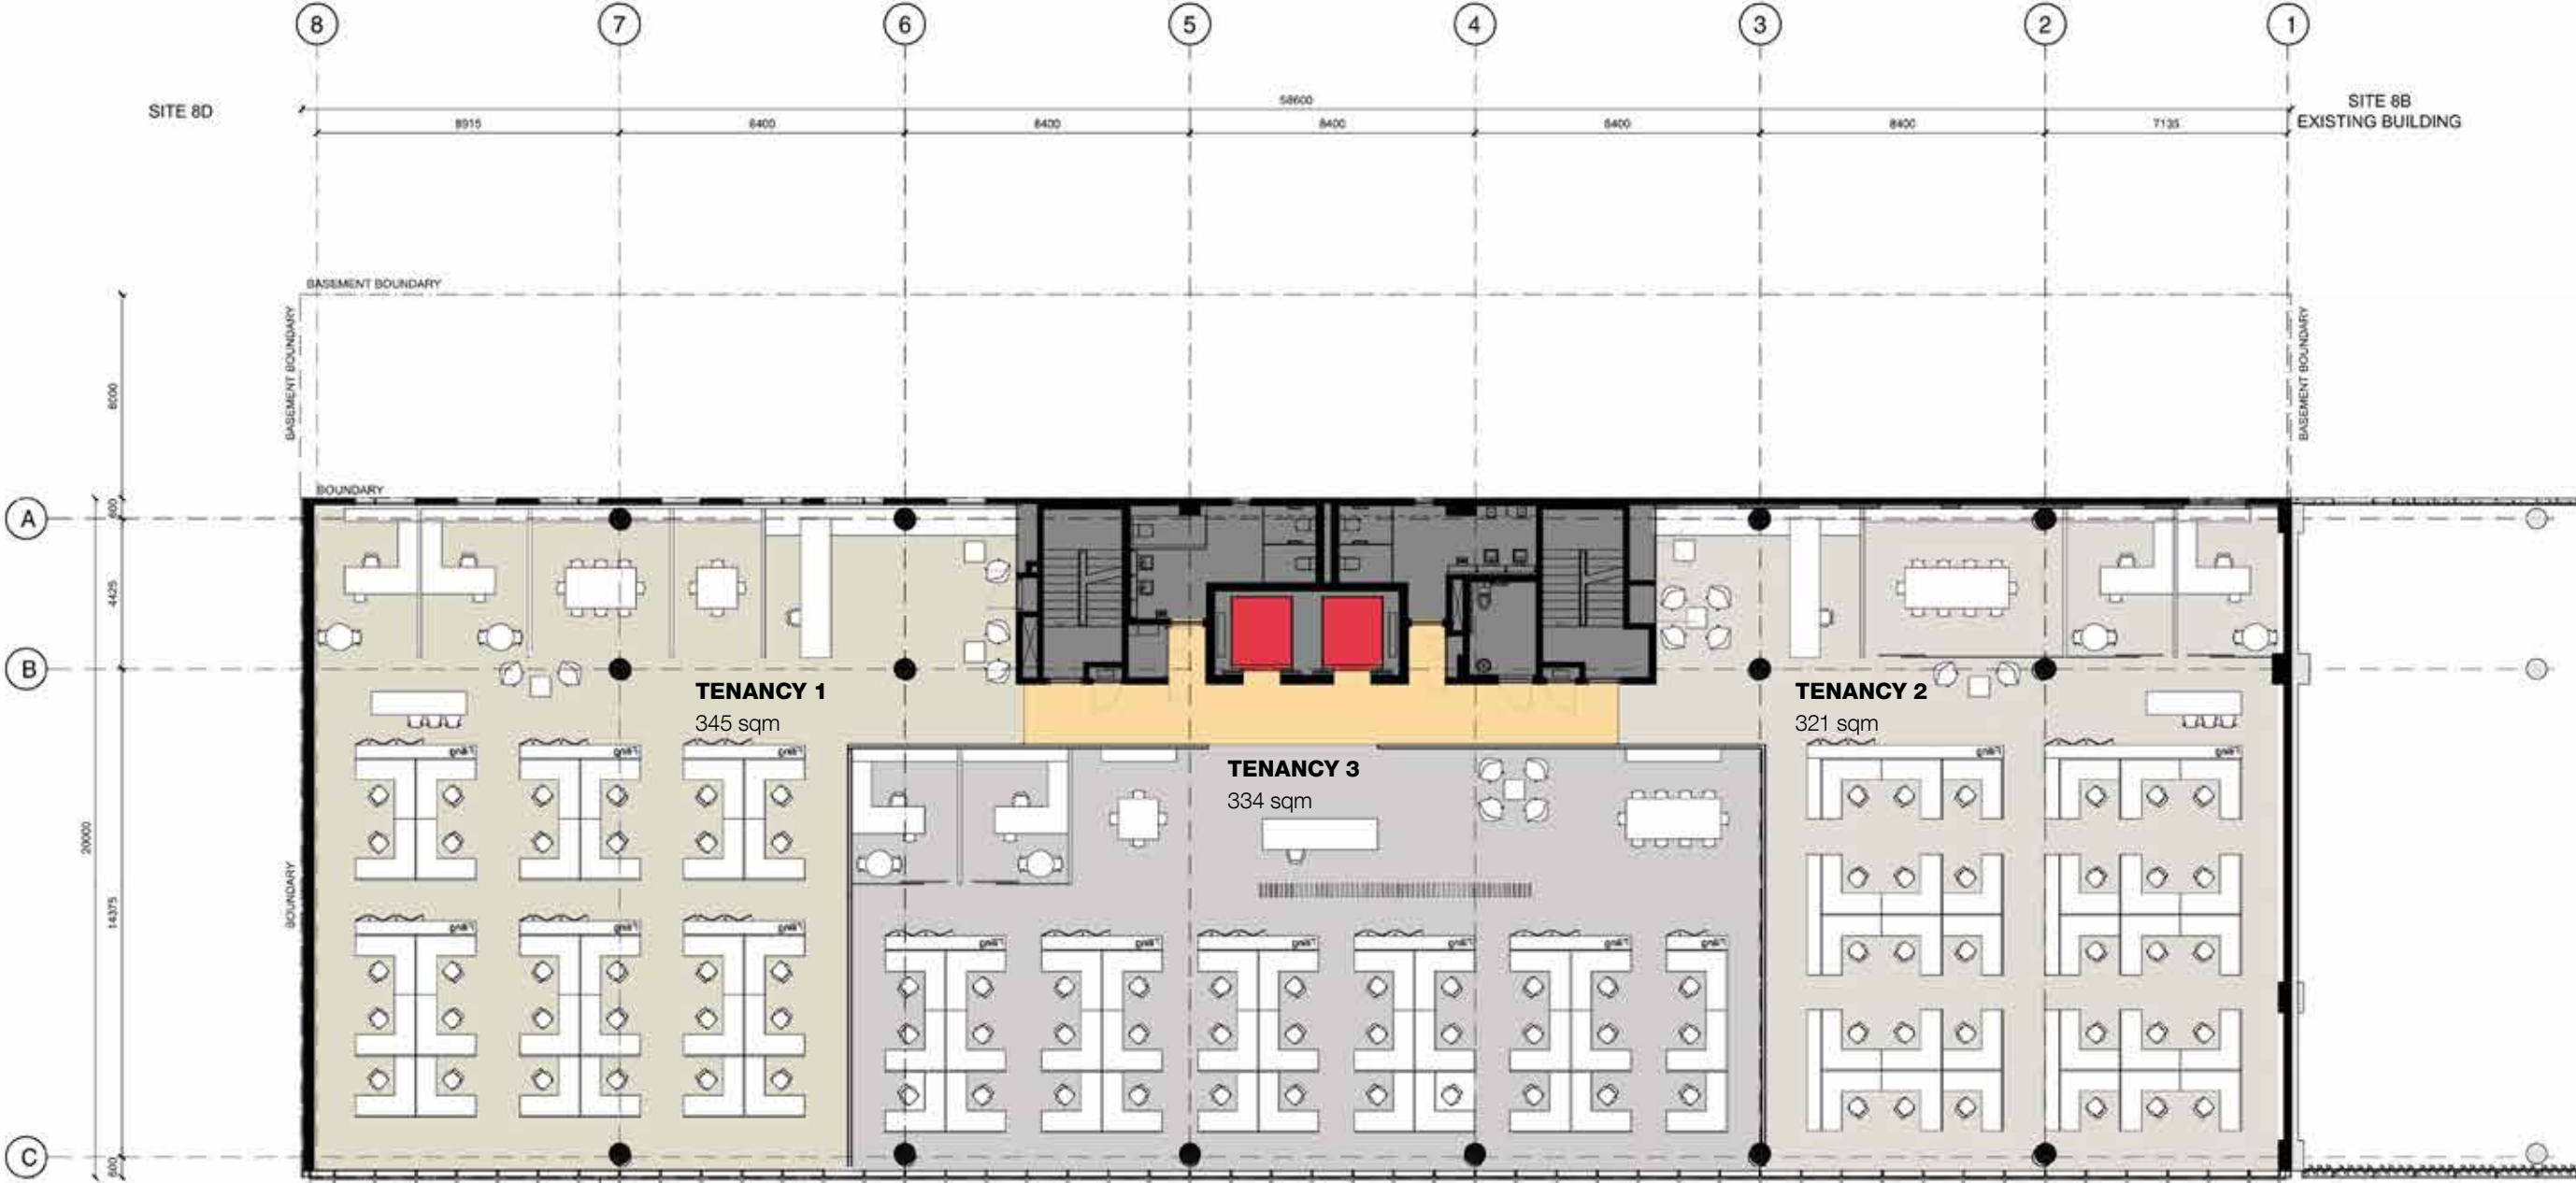 8 7 6 5 4 3 2 1
SITE 8D
58600
SITE 8B
EXISTING BUILDING
8915 8400 8400 8400 8400 8400 7135
BASEMENT BOUNDARY
BASEMENT BOUNDARY
BASEMENT BOUNDARY
6000
BOUNDARY
600
A
4425
B
TENANCY 1
345 sqm
TENANCY 2
321 sqm
TENANCY 3
334 sqm
20000
14375
BOUNDARY
C
600